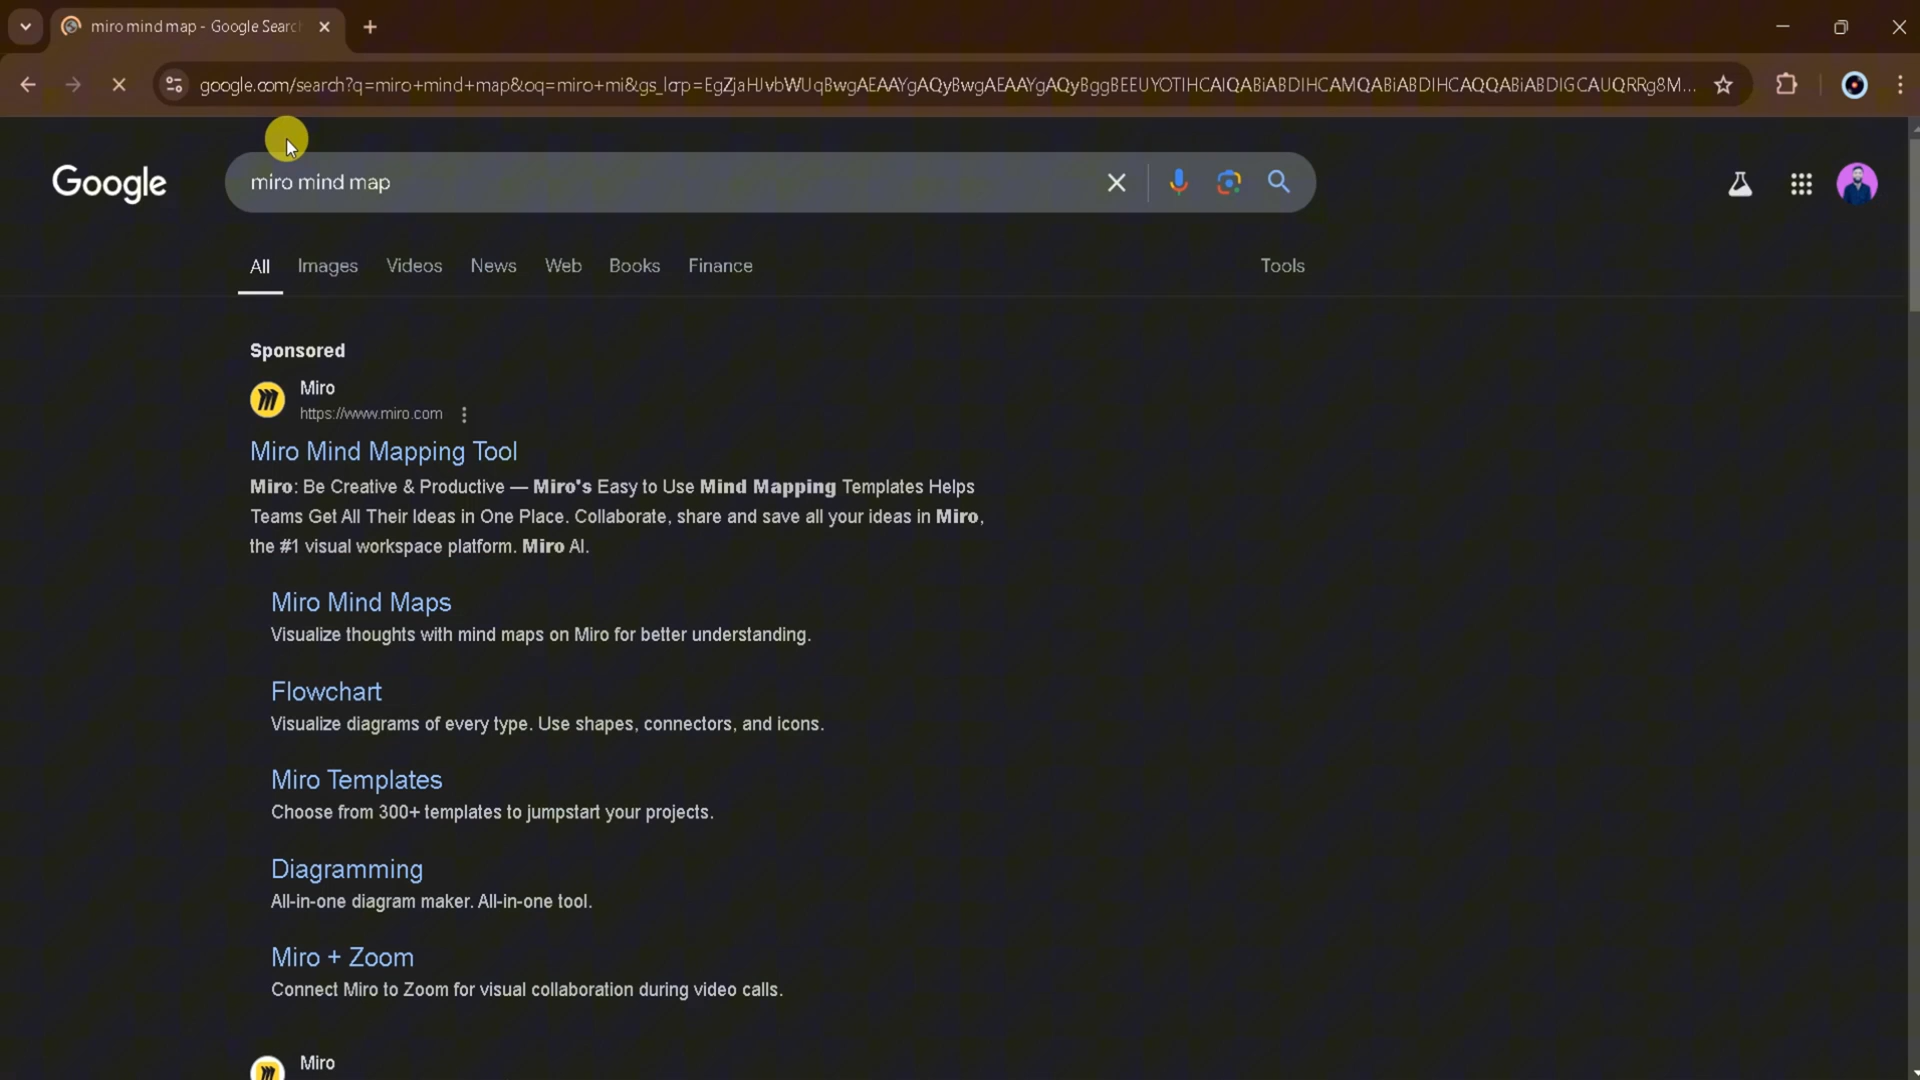 miro mind map - Google Searc
google.com/search?q=miro+mind+map&oq=miro+mi&gs_lcrp=EgZjaHJvbWUqBwgAEAAYgAQyBwgAEAAYgAQyBggBEEUYOTIHCAIQABiABDIHCAMQABiABDIHCAQQABiABDIGCAUQRRg8M...
Google
miro mind map
All Images Videos News Web Books Finance Tools
Sponsored
Miro
https://www.miro.com
Miro Mind Mapping Tool
Miro: Be Creative & Productive — Miro's Easy to Use Mind Mapping Templates Helps
Teams Get All Their Ideas in One Place. Collaborate, share and save all your ideas in Miro,
the #1 visual workspace platform. Miro AI.
Miro Mind Maps
Visualize thoughts with mind maps on Miro for better understanding.
Flowchart
Visualize diagrams of every type. Use shapes, connectors, and icons.
Miro Templates
Choose from 300+ templates to jumpstart your projects.
Diagramming
All-in-one diagram maker. All-in-one tool.
Miro + Zoom
Connect Miro to Zoom for visual collaboration during video calls.
Miro